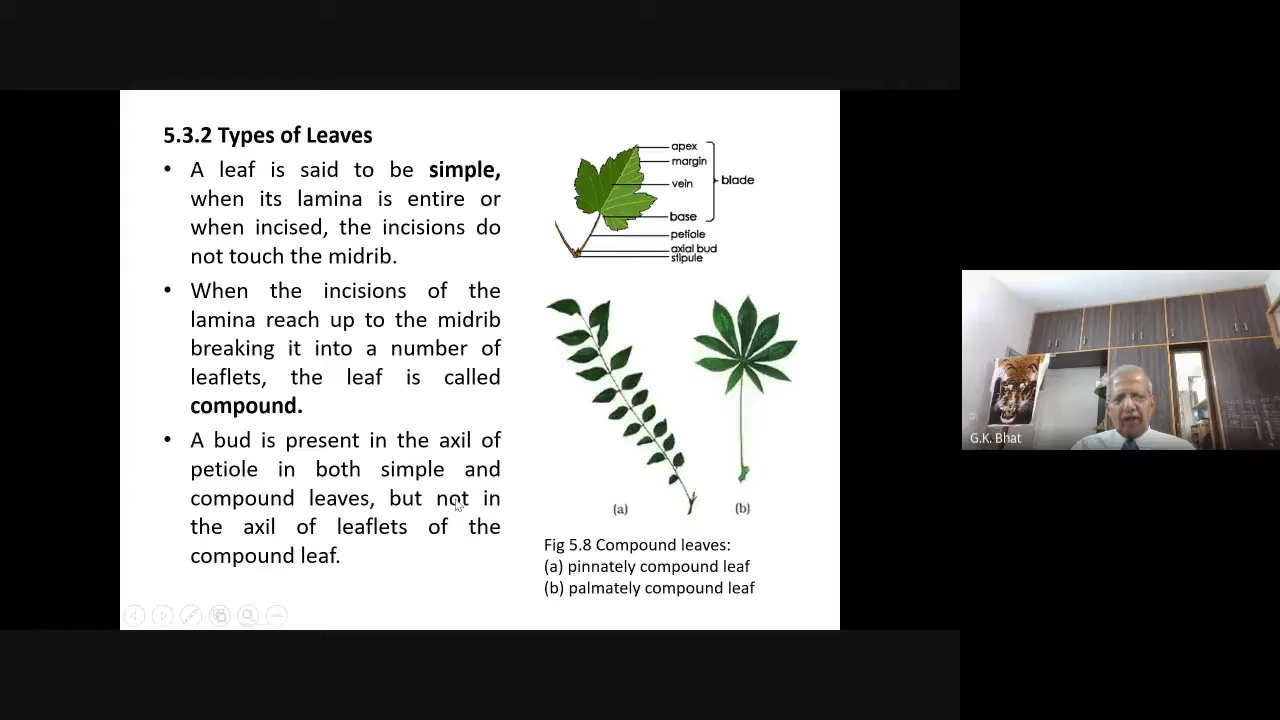 5.3.2 Types of Leaves
• A leaf is said to be simple,
when its lamina is entire or
when incised, the incisions do
not touch the midrib.
• When the incisions of the
lamina reach up to the midrib
breaking it into a number of
leaflets, the leaf is called
compound.
• A bud is present in the axil of
petiole in both simple and
compound leaves, but not in
the axil of leaflets of the
compound leaf.
apex
margin
vein
blade
base
petiole
axial bud
stipule
(a)
(b)
Fig 5.8 Compound leaves:
(a) pinnately compound leaf
(b) palmately compound leaf
G.K. Bhat